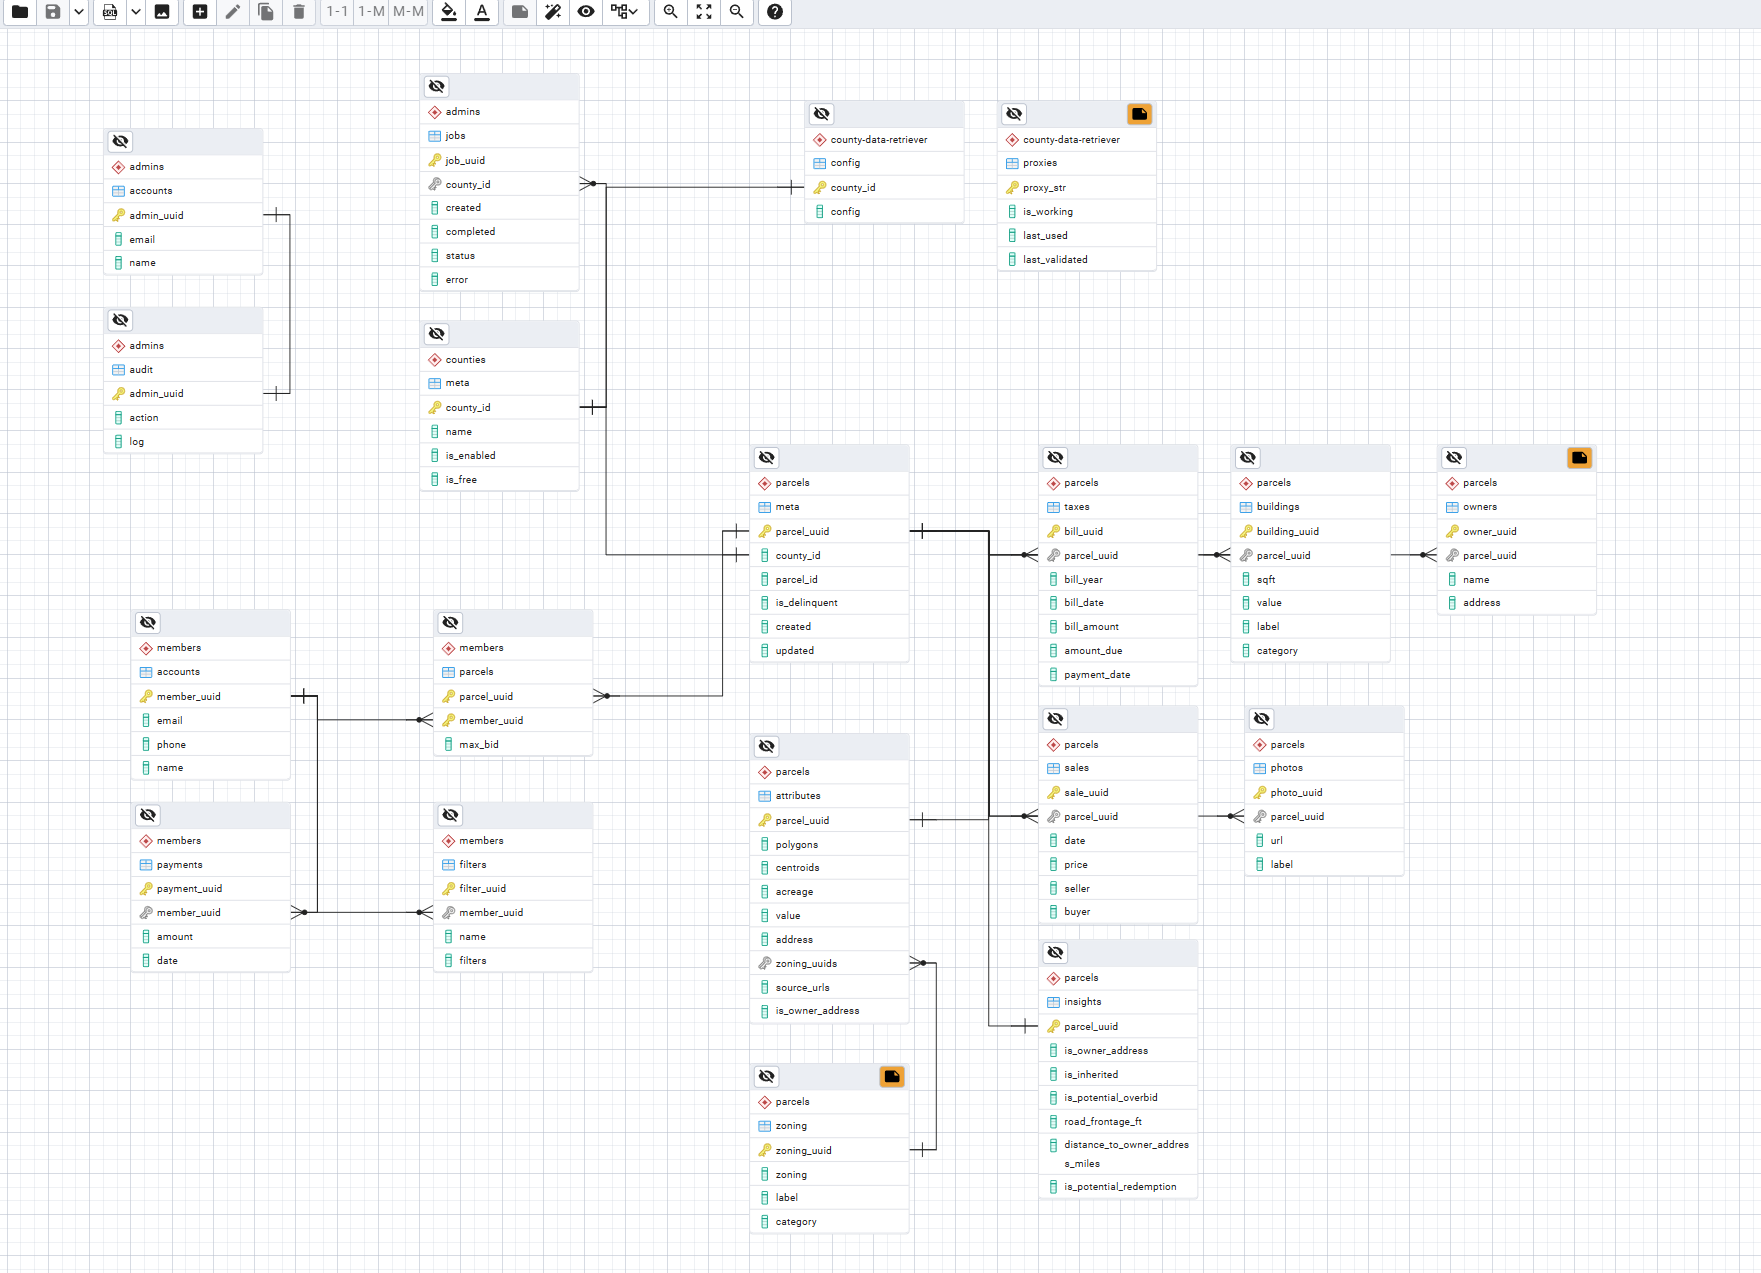 SQL
1-1
1-M
M-M
A
admins
accounts
admin_uuid
email
name
admins
audit
admin_uuid
action
log
admins
jobs
job_uuid
county_id
created
completed
status
error
counties
meta
county_id
name
is_enabled
is_free
county-data-retriever
config
county_id
config
county-data-retriever
proxies
proxy_str
is_working
last_used
last_validated
parcels
meta
parcel_uuid
county_id
parcel_id
is_delinquent
created
updated
parcels
taxes
bill_uuid
parcel_uuid
bill_year
bill_date
bill_amount
amount_due
payment_date
parcels
buildings
building_uuid
parcel_uuid
sqft
value
label
category
parcels
owners
owner_uuid
parcel_uuid
name
address
members
accounts
member_uuid
email
phone
name
members
parcels
parcel_uuid
member_uuid
max_bid
members
payments
payment_uuid
member_uuid
amount
date
members
filters
filter_uuid
member_uuid
name
filters
parcels
attributes
parcel_uuid
polygons
centroids
acreage
value
address
zoning_uuids
source_urls
is_owner_address
parcels
sales
sale_uuid
parcel_uuid
date
price
seller
buyer
parcels
photos
photo_uuid
parcel_uuid
url
label
parcels
insights
parcel_uuid
is_owner_address
is_inherited
is_potential_overbid
road_frontage_ft
distance_to_owner_addres
s_miles
is_potential_redemption
parcels
zoning
zoning_uuid
zoning
label
category